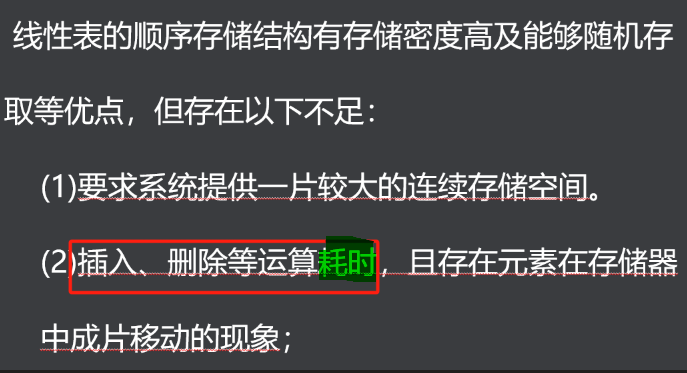 线性表的顺序存储结构有存储密度高及能够随机存
取等优点，但存在以下不足：
(1)要求系统提供一片较大的连续存储空间。
(2)插入、删除等运算耗时，且存在元素在存储器
中成片移动的现象；